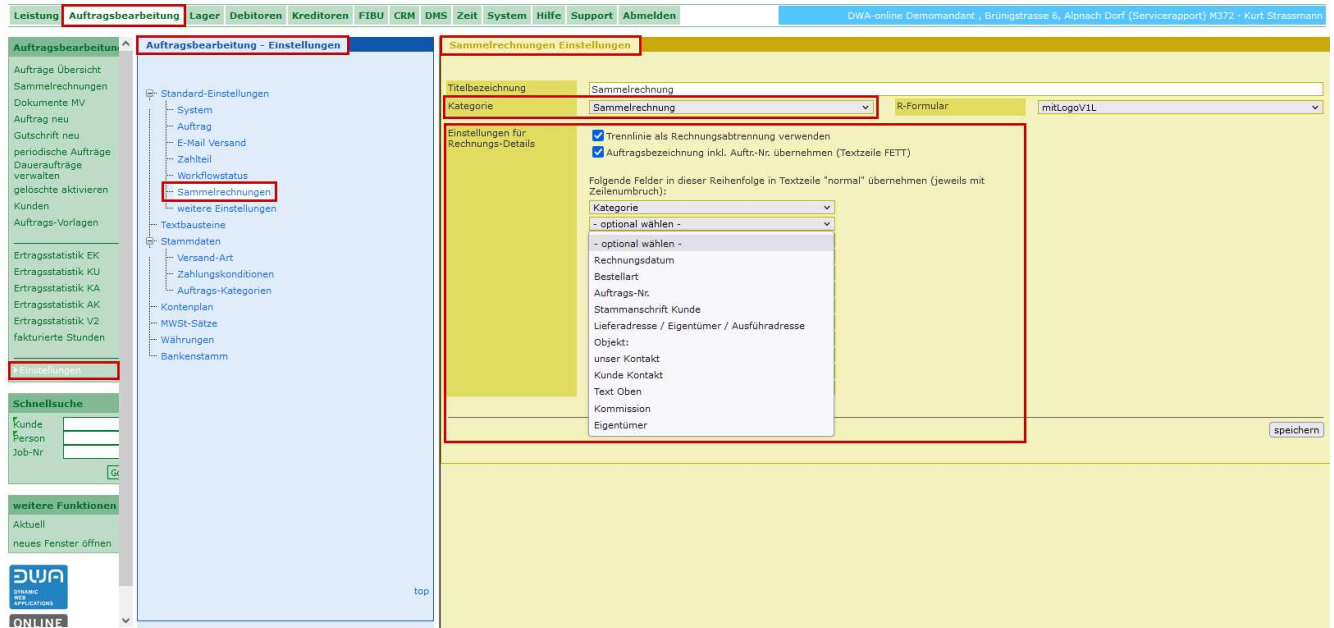 Leistung Auftragsbearbeitung Lager Debitoren Kreditoren FIBU CRM DMS Zeit System Hilfe Support Abmelden
DWA-online Demomandant , Brünigstrasse 6, Alpnach Dorf (Servicerapport) M372 - Kurt Strassmann
Auftragsbearbeitun
Aufträge Übersicht
Sammelrechnungen
Dokumente MV
Auftrag neu
Gutschrift neu
periodische Aufträge
Daueraufträge
verwalten
gelöschte aktivieren
Kunden
Auftrags-Vorlagen
Ertragsstatistik EK
Ertragsstatistik KU
Ertragsstatistik KA
Ertragsstatistik AK
Ertragsstatistik V2
fakturierte Stunden
Einstellungen
Schnellsuche
Kunde
Person
Job-Nr
weitere Funktionen
Aktuell
neues Fenster öffnen
DWA
DYNAMIC
WEB
APPLICATIONS
ONLINE
Auftragsbearbeitung - Einstellungen
Standard-Einstellungen
System
Auftrag
E-Mail Versand
Zahlteil
Workflowstatus
Sammelrechnungen
weitere Einstellungen
Textbausteine
Stammdaten
Versand-Art
Zahlungskonditionen
Auftrags-Kategorien
Kontenplan
MWSt-Sätze
Währungen
Bankenstamm
top
Sammelrechnungen Einstellungen
Titelbezeichnung Sammelrechnung
Kategorie Sammelrechnung R-Formular mitLogoV1L
Einstellungen für
Rechnungs-Details
Trennlinie als Rechnungsabtrennung verwenden
Auftragsbezeichnung inkl. Auftr.-Nr. übernehmen (Textzeile FETT)
Folgende Felder in dieser Reihenfolge in Textzeile "normal" übernehmen (jeweils mit
Zeilenumbruch):
Kategorie
- optional wählen -
- optional wählen -
Rechnungsdatum
Bestellart
Auftrags-Nr.
Stammanschrift Kunde
Lieferadresse / Eigentümer / Ausführadresse
Objekt:
unser Kontakt
Kunde Kontakt
Text Oben
Kommission
Eigentümer
speichern